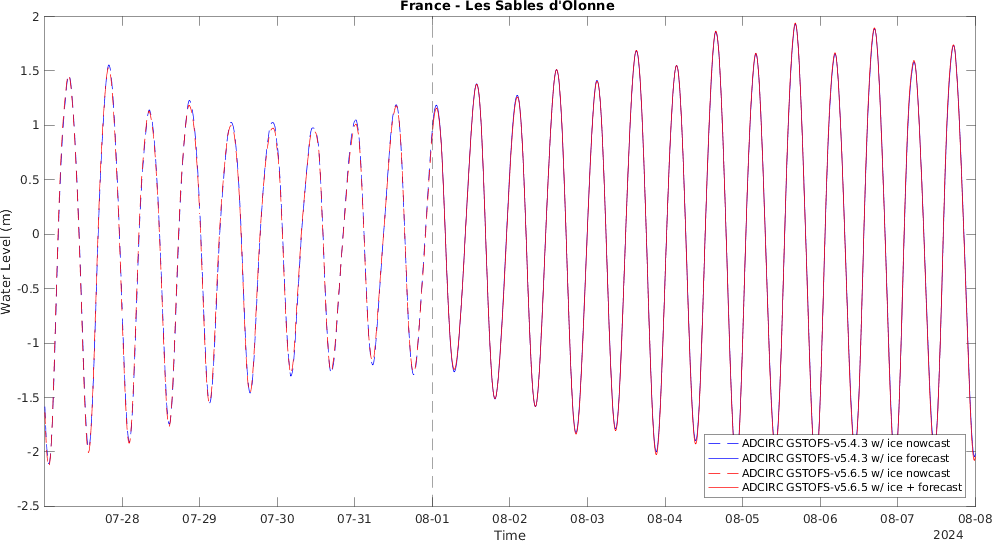 France - Les Sables d'Olonne
Water Level (m)
2
1.5
1
0.5
0
-0.5
-1
-1.5
-2
-2.5
ADCIRC GSTOFS-v5.4.3 w/ ice nowcast
ADCIRC GSTOFS-v5.4.3 w/ ice forecast
ADCIRC GSTOFS-v5.6.5 w/ ice nowcast
ADCIRC GSTOFS-v5.6.5 w/ ice + forecast
07-28 07-29 07-30 07-31 08-01 08-02 08-03 08-04 08-05 08-06 08-07 08-08
Time
2024